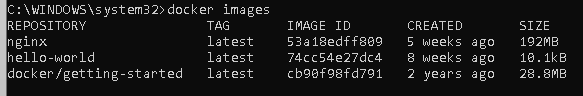 C:\WINDOWS\system32>docker images
REPOSITORY TAG IMAGE ID CREATED SIZE
nginx latest 53a18edff809 5 weeks ago 192MB
hello-world latest 74cc54e27dc4 8 weeks ago 10.1kB
docker/getting-started latest cb90f98fd791 2 years ago 28.8MB